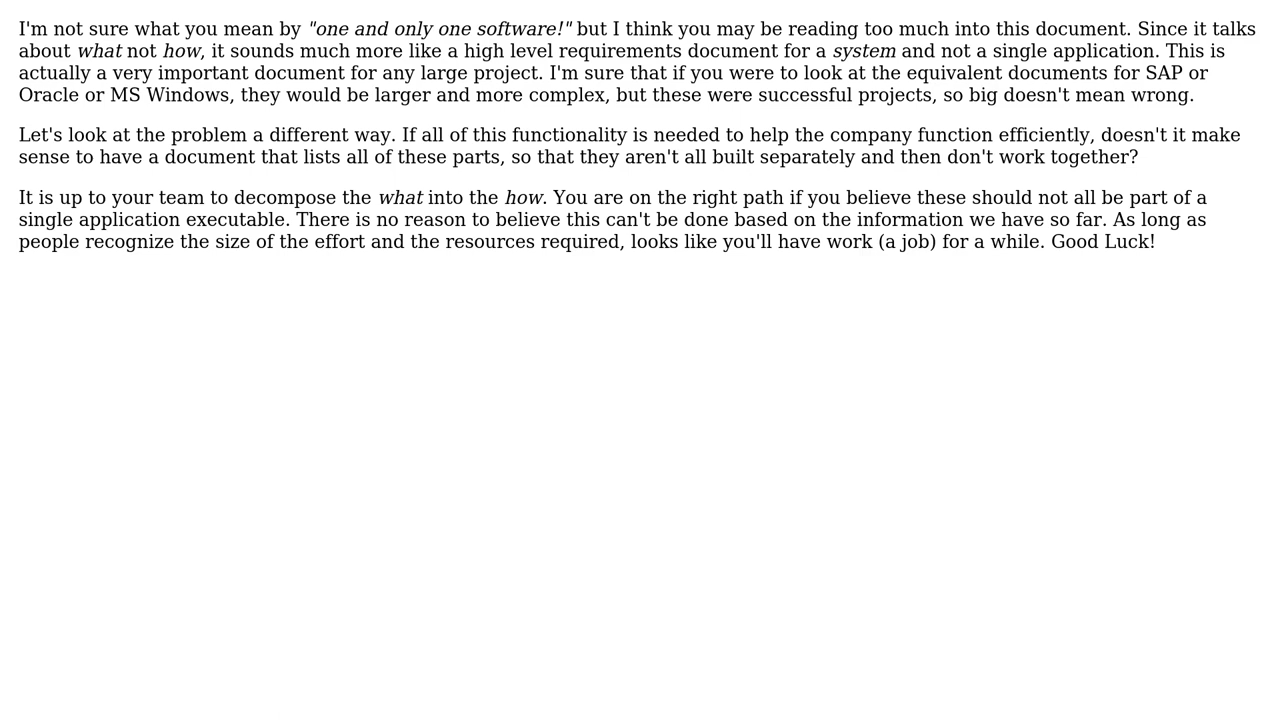 I'm not sure what you mean by "one and only one software!" but I think you may be reading too much into this document. Since it talks
about what not how, it sounds much more like a high level requirements document for a system and not a single application. This is
actually a very important document for any large project. I'm sure that if you were to look at the equivalent documents for SAP or
Oracle or MS Windows, they would be larger and more complex, but these were successful projects, so big doesn't mean wrong.
Let's look at the problem a different way. If all of this functionality is needed to help the company function efficiently, doesn't it make
sense to have a document that lists all of these parts, so that they aren't all built separately and then don't work together?
It is up to your team to decompose the what into the how. You are on the right path if you believe these should not all be part of a
single application executable. There is no reason to believe this can't be done based on the information we have so far. As long as
people recognize the size of the effort and the resources required, looks like you'll have work (a job) for a while. Good Luck!